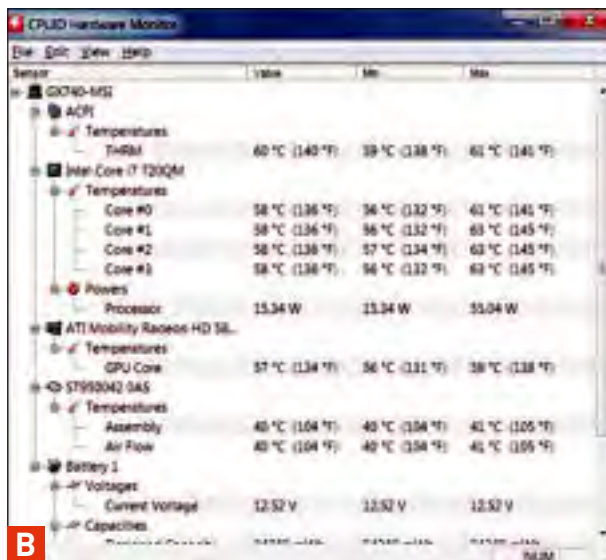 CPUID Hardware Monitor
File Edit View Help
Sensor Value Min Max
GX740-MSI
ACPI
Temperatures
THRM 60 °C (140 °F) 59 °C (138 °F) 61 °C (141 °F)
Intel Core i7 720QM
Temperatures
Core #0 58 °C (136 °F) 56 °C (132 °F) 61 °C (141 °F)
Core #1 58 °C (136 °F) 56 °C (132 °F) 63 °C (145 °F)
Core #2 58 °C (136 °F) 57 °C (134 °F) 63 °C (145 °F)
Core #3 58 °C (136 °F) 56 °C (132 °F) 63 °C (145 °F)
Powers
Processor 15.34 W 15.34 W 35.04 W
ATI Mobility Radeon HD 58...
Temperatures
GPU Core 57 °C (134 °F) 56 °C (131 °F) 59 °C (138 °F)
ST950042 0AS
Temperatures
Assembly 40 °C (104 °F) 40 °C (104 °F) 41 °C (105 °F)
Air Flow 40 °C (104 °F) 40 °C (104 °F) 41 °C (105 °F)
Battery 1
Voltages
Current Voltage 12.52 V 12.52 V 12.52 V
Capacities
B NUM